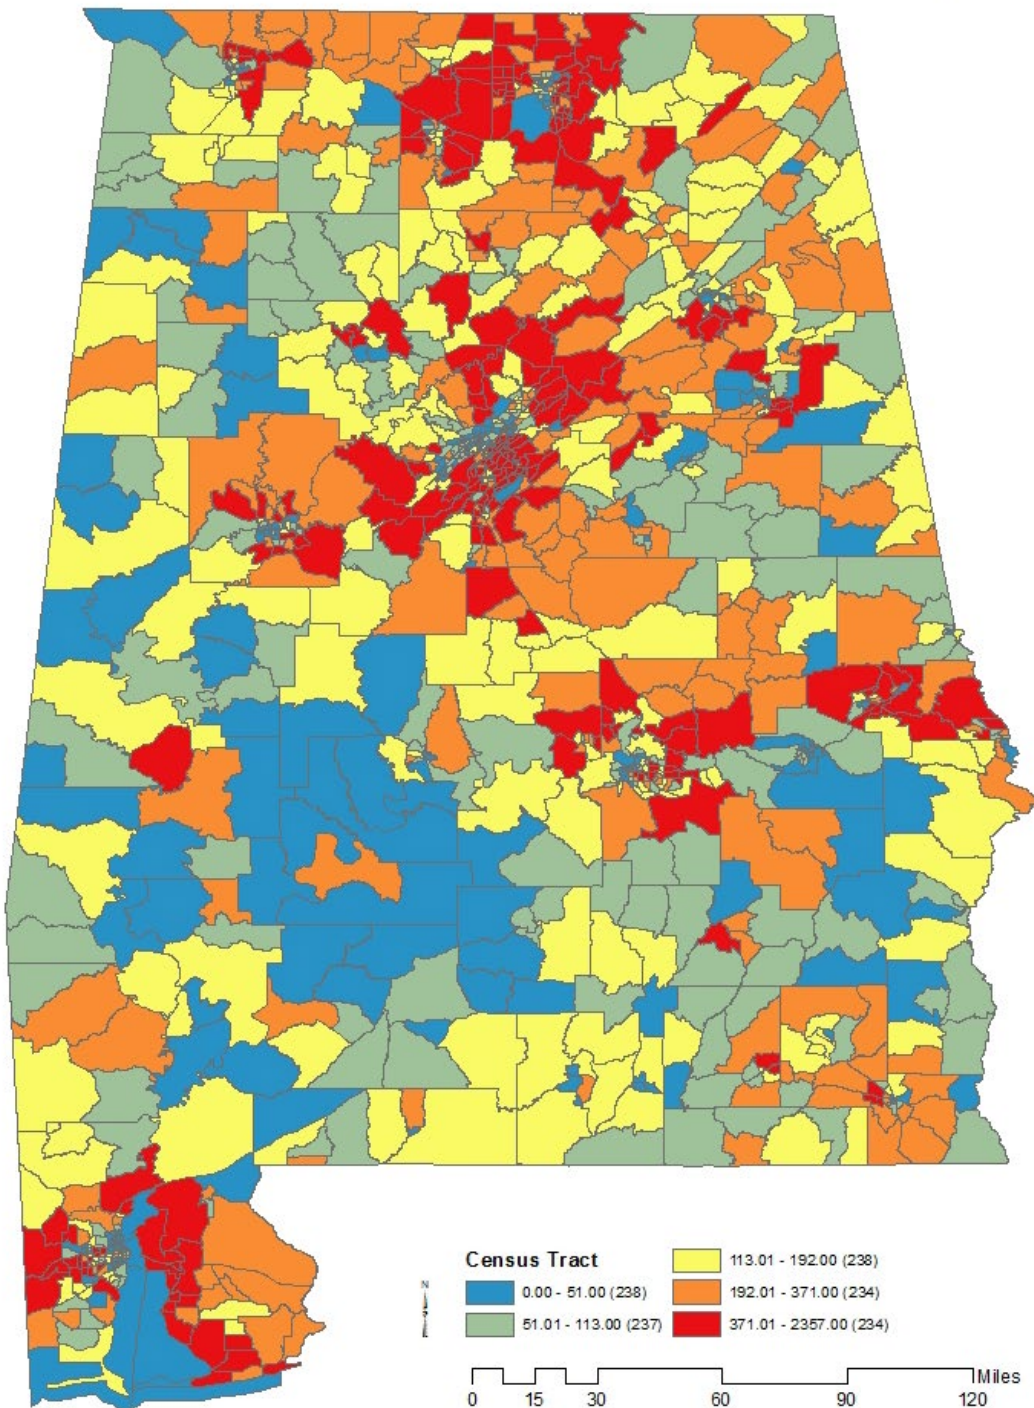 Census Tract
0.00 - 51.00 (238)
51.01 - 113.00 (237)
113.01 - 192.00 (238)
192.01 - 371.00 (234)
371.01 - 2357.00 (234)
N
Miles
0 15 30 60 90 120